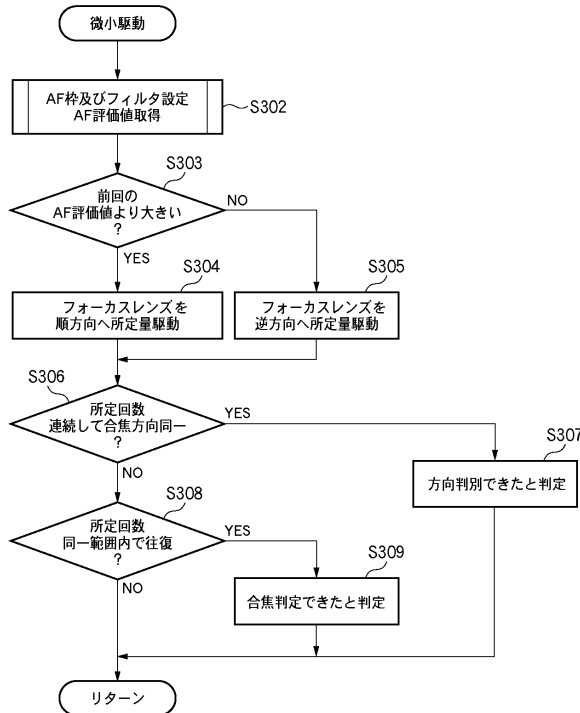 微小駆動
AF枠及びフィルタ設定
AF評価値取得
S302
S303
前回の
AF評価値より大きい
?
NO
YES
S304
フォーカスレンズを
順方向へ所定量駆動
S305
フォーカスレンズを
逆方向へ所定量駆動
S306
所定回数
連続して合焦方向同一
?
YES
NO
S307
方向判別できたと判定
S308
所定回数
同一範囲内で往復
?
YES
NO
S309
合焦判定できたと判定
リターン